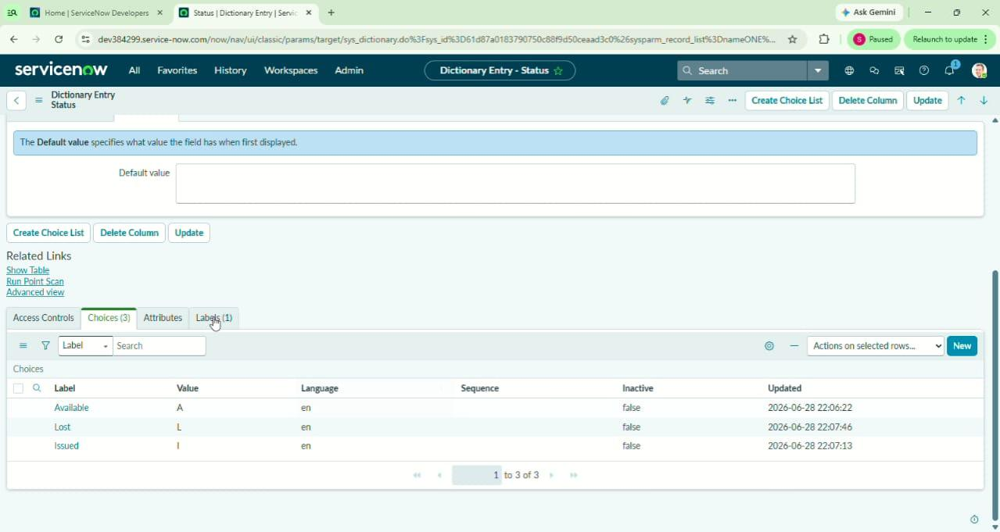 Home | ServiceNow Developers
Status | Dictionary Entry | Servic
Ask Gemini
dev384299.service-now.com/now/nav/ui/classic/params/target/sys_dictionary.do%3Fsys_id%3D61d87a0183790750c88f9d50ceaad3c0%26sysparm_record_list%3DnameONE%...
S Paused
Relaunch to update
servicenow All Favorites History Workspaces Admin
Dictionary Entry - Status
Search
1
Dictionary Entry
Status
Create Choice List Delete Column Update
The Default value specifies what value the field has when first displayed.
Default value
Create Choice List Delete Column Update
Related Links
Show Table
Run Point Scan
Advanced view
Access Controls Choices (3) Attributes Labels (1)
Label Search Actions on selected rows... New
Choices
Label Value Language Sequence Inactive Updated
Available A en false 2026-06-28 22:06:22
Lost L en false 2026-06-28 22:07:46
Issued I en false 2026-06-28 22:07:13
1 to 3 of 3